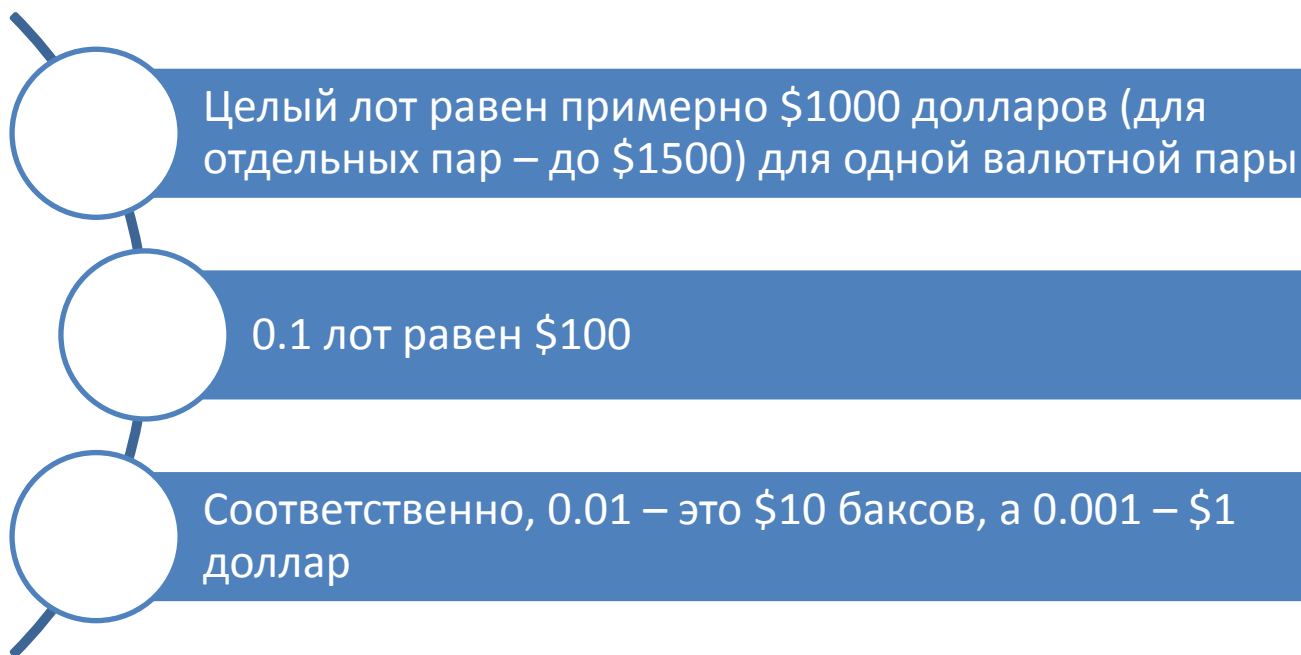 Целый лот равен примерно $1000 долларов (для
отдельных пар – до $1500) для одной валютной пары
0.1 лот равен $100
Соответственно, 0.01 – это $10 баксов, а 0.001 – $1
доллар